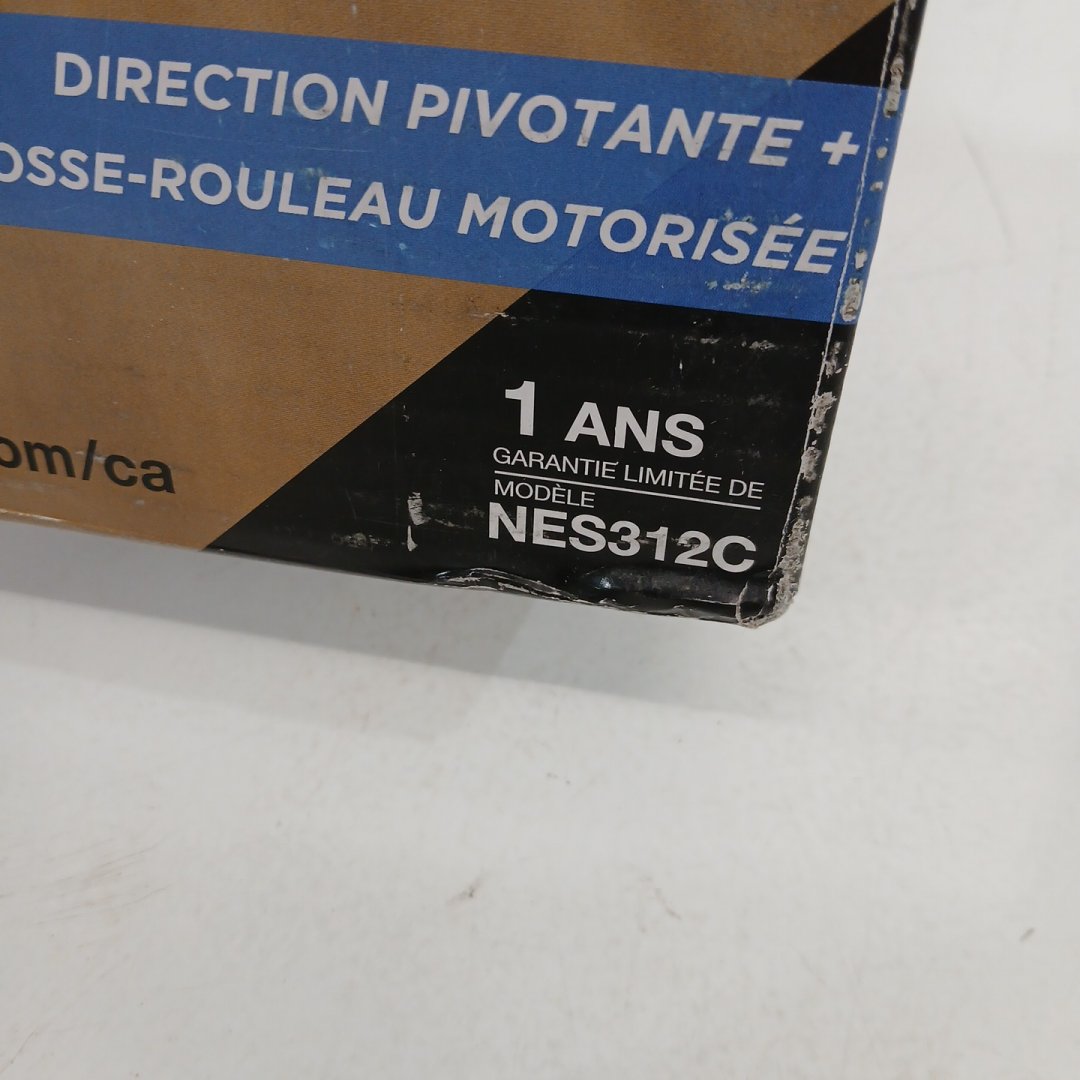 DIRECTION PIVOTANTE +
OSSE-ROULEAU MOTORISÉE
om/ca
1 ANS
GARANTIE LIMITÉE DE
MODÈLE
NES312C